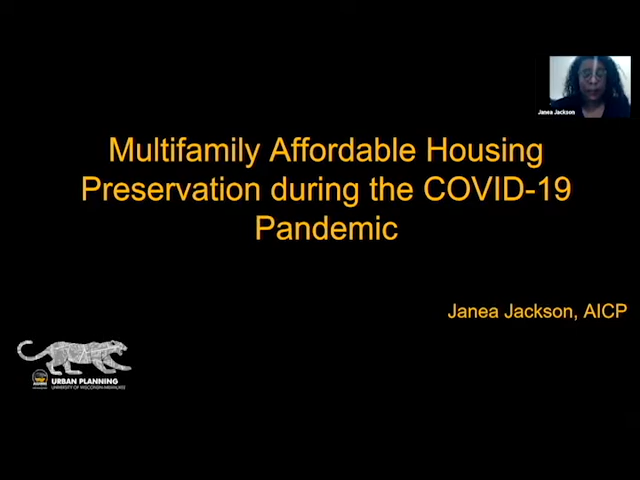 Janea Jackson
Multifamily Affordable Housing
Preservation during the COVID-19
Pandemic
Janea Jackson, AICP
URBAN PLANNING
UNIVERSITY OF WISCONSIN-MILWAUKEE